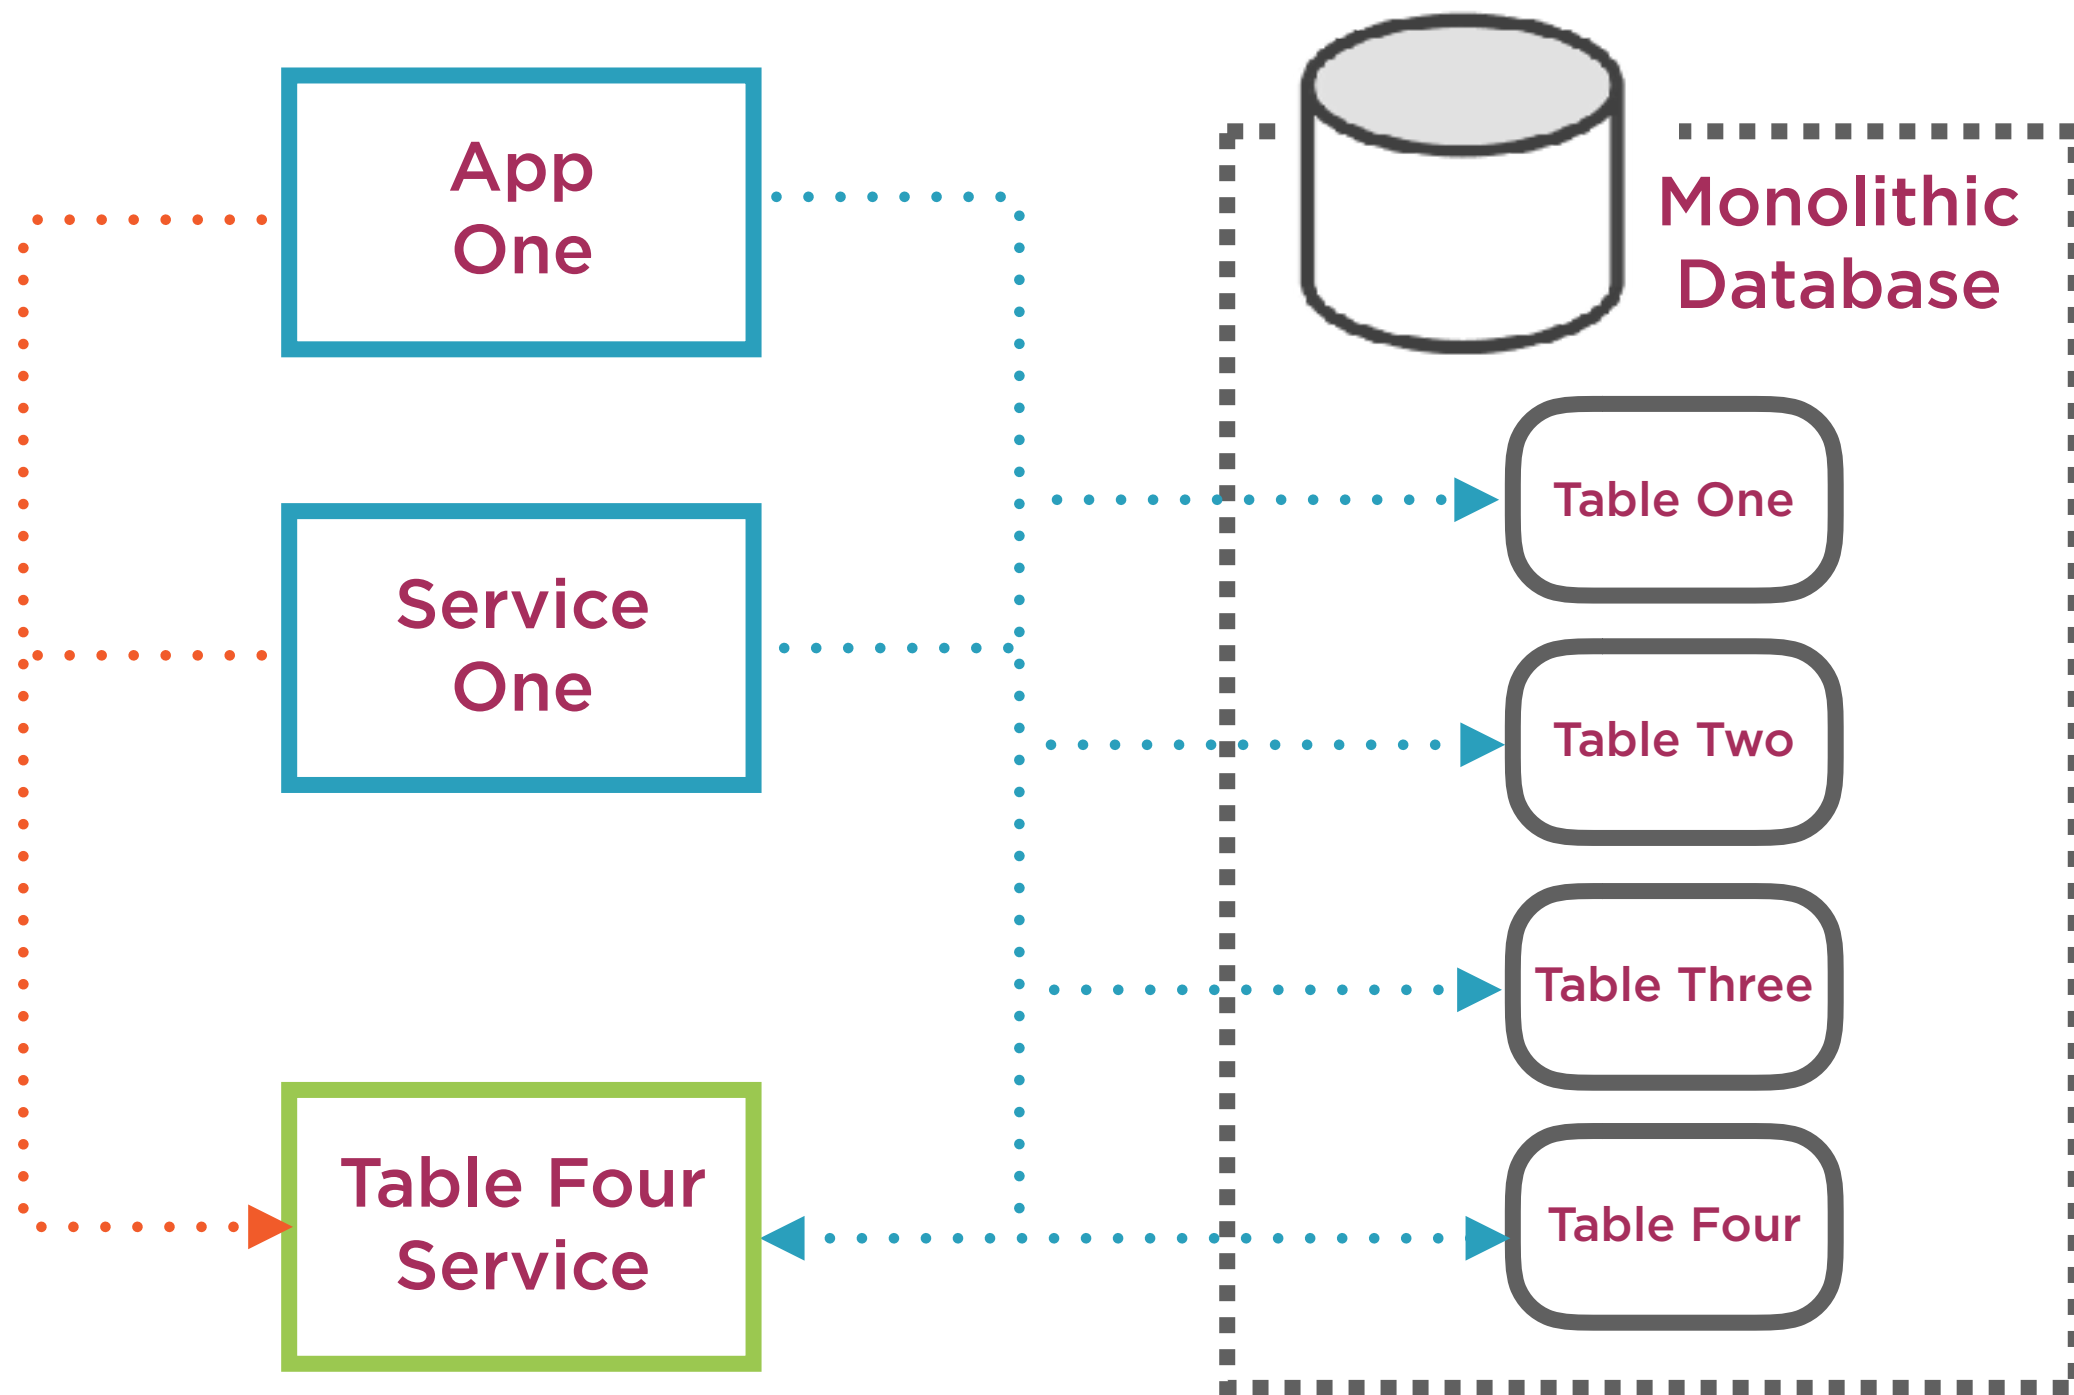 App
One
Monolithic
Database
Table One
Service
One
Table Two
Table Three
Table Four
Service
Table Four